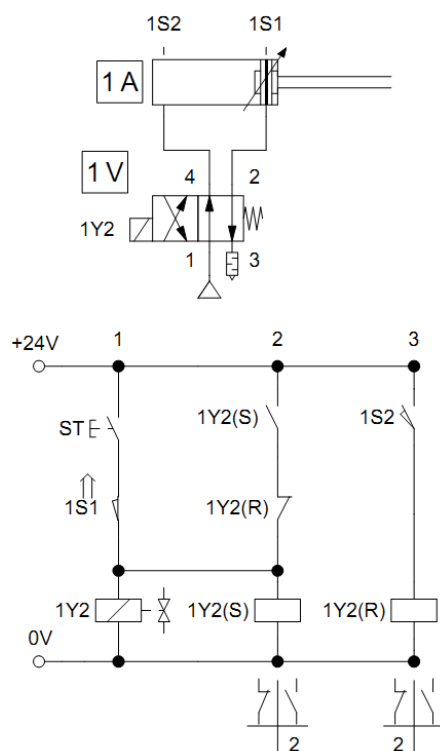 1S2 1S1
1 A
1 V
4 2
1Y2
1 3
1 2 3
+24V
ST 1Y2(S) 1S2
1S1 1Y2(R)
1Y2 1Y2(S) 1Y2(R)
0V
2 2